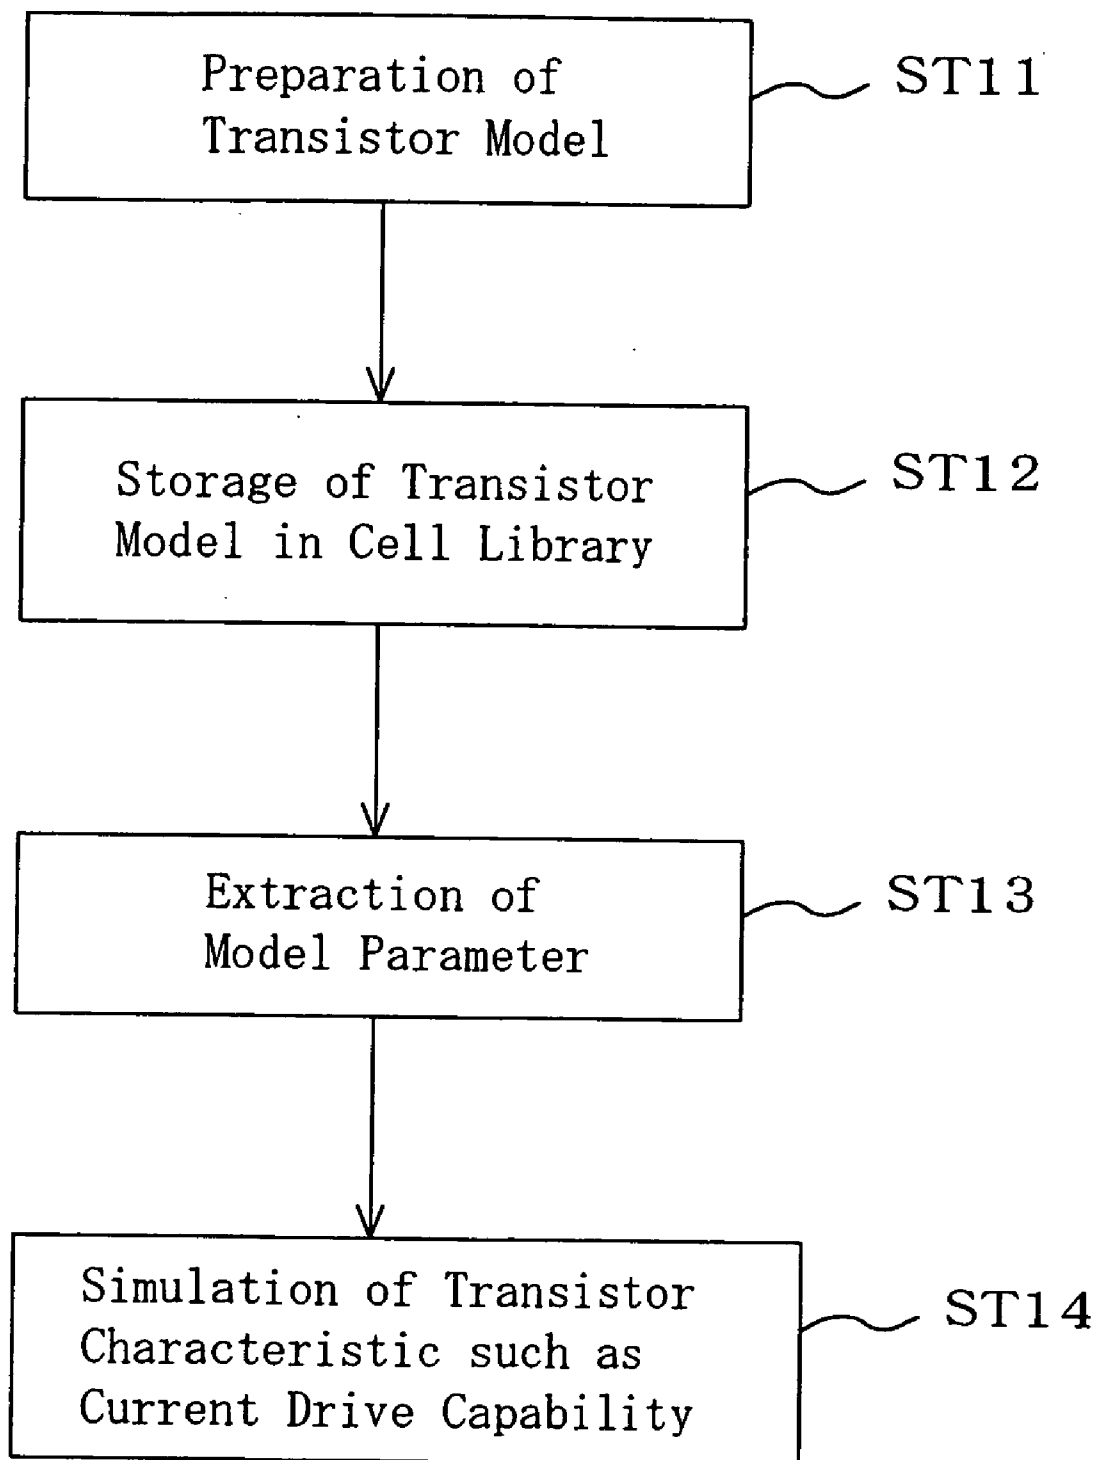 Preparation of
Transistor Model
ST11
Storage of Transistor
Model in Cell Library
ST12
Extraction of
Model Parameter
ST13
Simulation of Transistor
Characteristic such as
Current Drive Capability
ST14